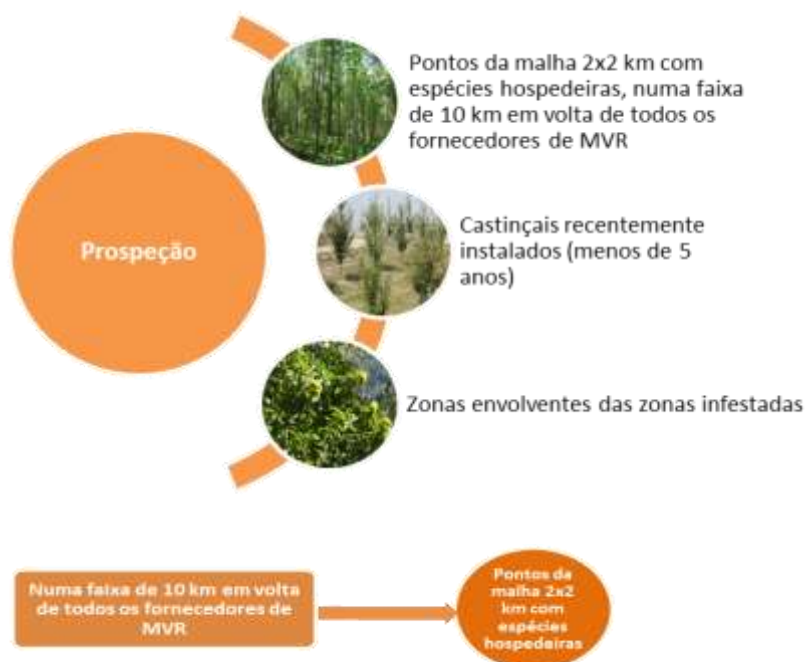 Pontos da malha 2x2 km com
espécies hospedeiras, numa faixa
de 10 km em volta de todos os
fornecedores de MVR
Prospeção
Castinçais recentemente
instalados (menos de 5
anos)
Zonas envolventes das zonas infestadas
Numa faixa de 10 km em volta
de todos os fornecedores de
MVR
Pontos da
malha 2x2
km com
espécies
hospedeiras